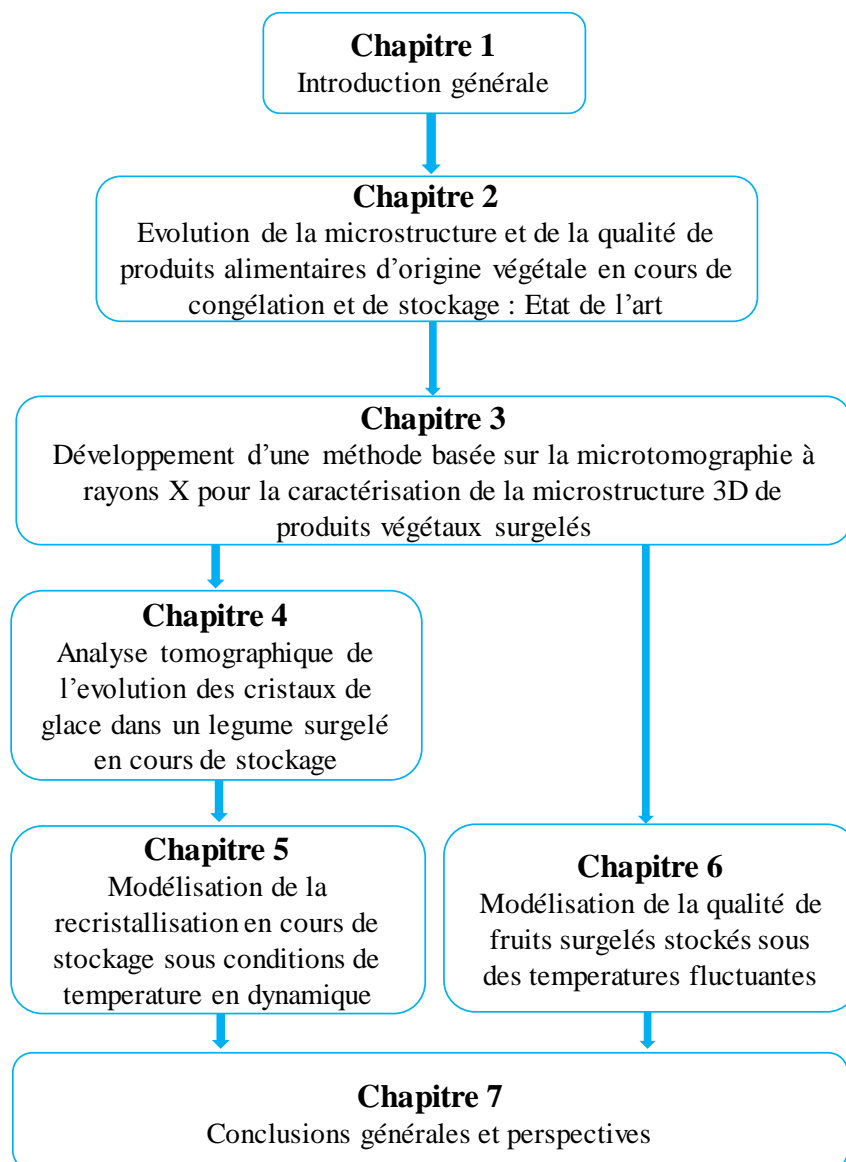 Chapitre 1
Introduction générale
Chapitre 2
Evolution de la microstructure et de la qualité de
produits alimentaires d’origine végétale en cours de
congélation et de stockage : Etat de l’art
Chapitre 3
Développement d’une méthode basée sur la microtomographie à
rayons X pour la caractérisation de la microstructure 3D de
produits végétaux surgelés
Chapitre 4
Analyse tomographique de
l’evolution des cristaux de
glace dans un legume surgelé
en cours de stockage
Chapitre 5
Modélisation de la
recristallisation en cours de
stockage sous conditions de
temperature en dynamique
Chapitre 6
Modélisation de la qualité de
fruits surgelés stockés sous
des temperatures fluctuantes
Chapitre 7
Conclusions générales et perspectives